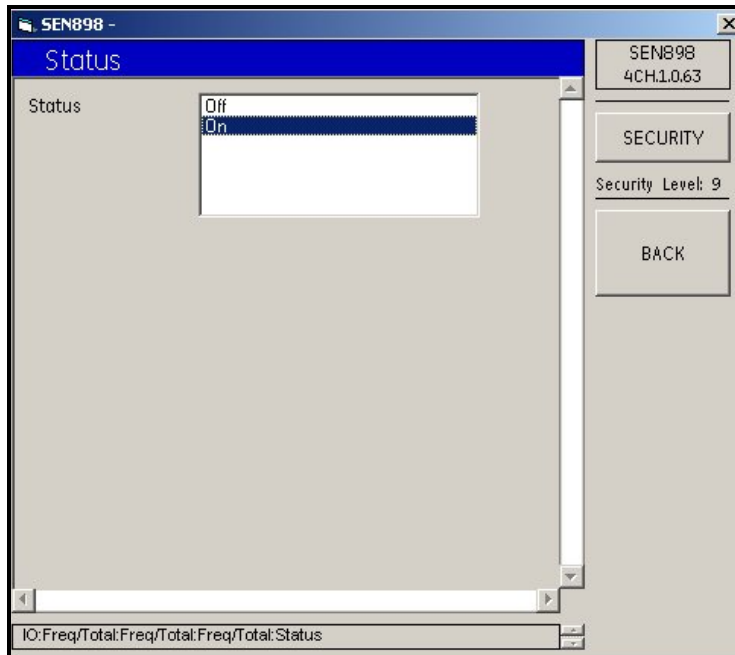 SEN898 -
Status
SEN898
4CH.1.0.63
Status
Off
On
SECURITY
Security Level: 9
BACK
IO:Freq/Total:Freq/Total:Freq/Total:Status